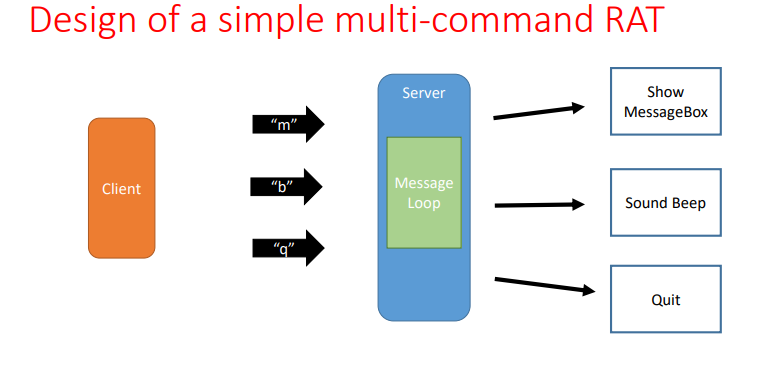 Design of a simple multi-command RAT
Client
"m"
"b"
"q"
Server
Message
Loop
Show
MessageBox
Sound Beep
Quit